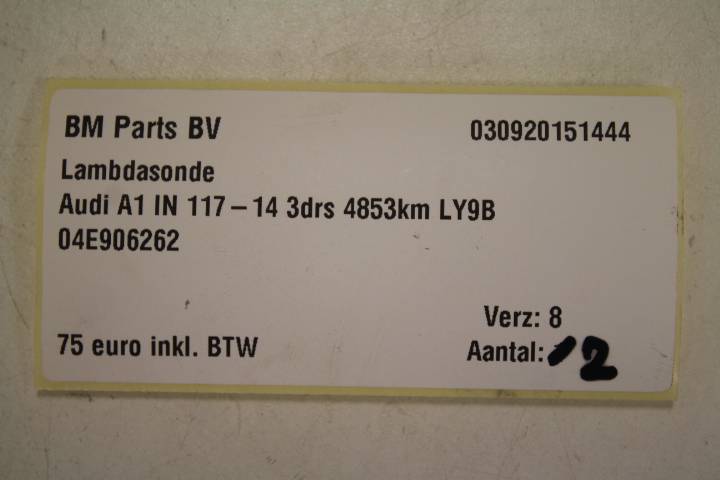 BM Parts BV 030920151444
Lambdasonde
Audi A1 IN 117 – 14 3drs 4853km LY9B
04E906262
Verz: 8
75 euro inkl. BTW Aantal: 2